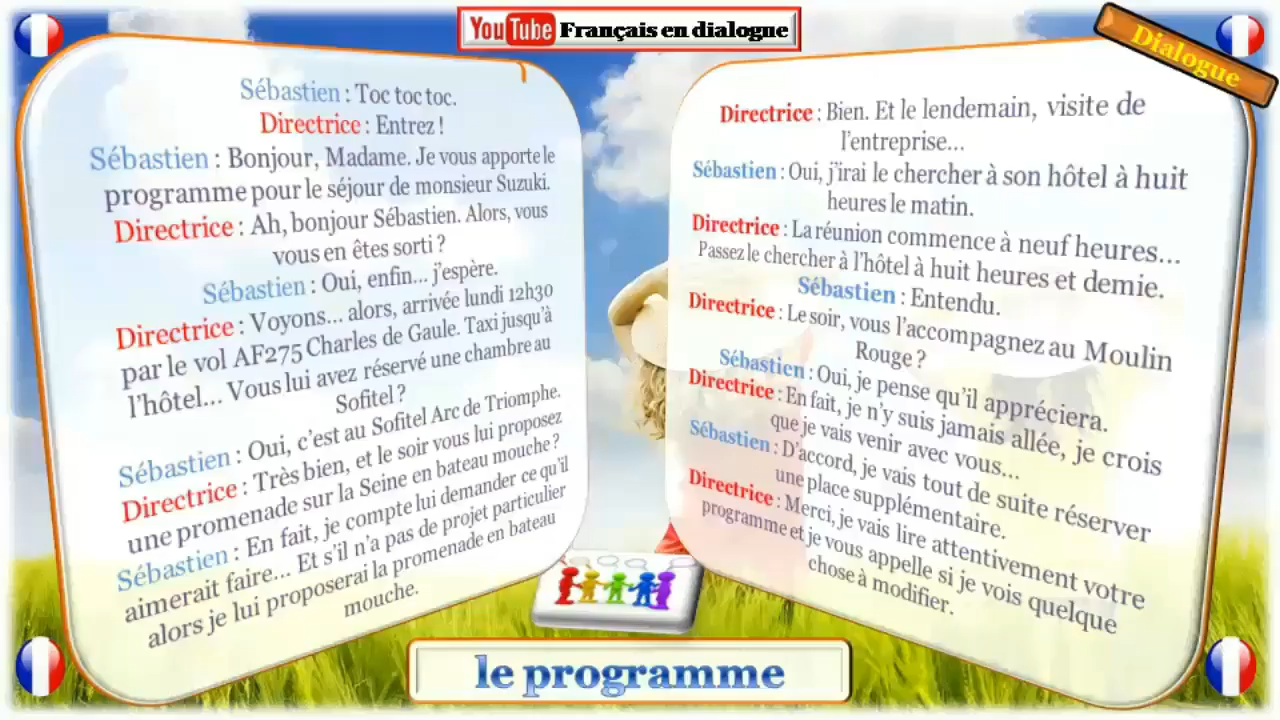 YouTube Français en dialogue
Dialogue
Sébastien : Toc toc toc.
Directrice : Entrez !
Sébastien : Bonjour, Madame. Je vous apporte le
programme pour le séjour de monsieur Suzuki.
Directrice : Ah, bonjour Sébastien. Alors, vous
vous en êtes sorti ?
Sébastien : Oui, enfin... j'espère.
Directrice : Voyons... alors, arrivée lundi 12h30
par le vol AF275 Charles de Gaule. Taxi jusqu'à
l'hôtel... Vous lui avez réservé une chambre au
Sofitel ?
Sébastien : Oui, c'est au Sofitel Arc de Triomphe.
Directrice : Très bien, et le soir vous lui proposez
une promenade sur la Seine en bateau mouche ?
Sébastien : En fait, je compte lui demander ce qu'il
aimerait faire... Et s'il n'a pas de projet particulier
alors je lui proposerai la promenade en bateau
mouche.
Directrice : Bien. Et le lendemain, visite de
l'entreprise...
Sébastien : Oui, j'irai le chercher à son hôtel à huit
heures le matin.
Directrice : La réunion commence à neuf heures...
Passez le chercher à l'hôtel à huit heures et demie.
Sébastien : Entendu.
Directrice : Le soir, vous l'accompagnez au Moulin
Rouge ?
Sébastien : Oui, je pense qu'il appréciera.
Directrice : En fait, je n'y suis jamais allée, je crois
que je vais venir avec vous...
Sébastien : D'accord, je vais tout de suite réserver
une place supplémentaire.
Directrice : Merci, je vais lire attentivement votre
programme et je vous appelle si je vois quelque
chose à modifier.
le programme